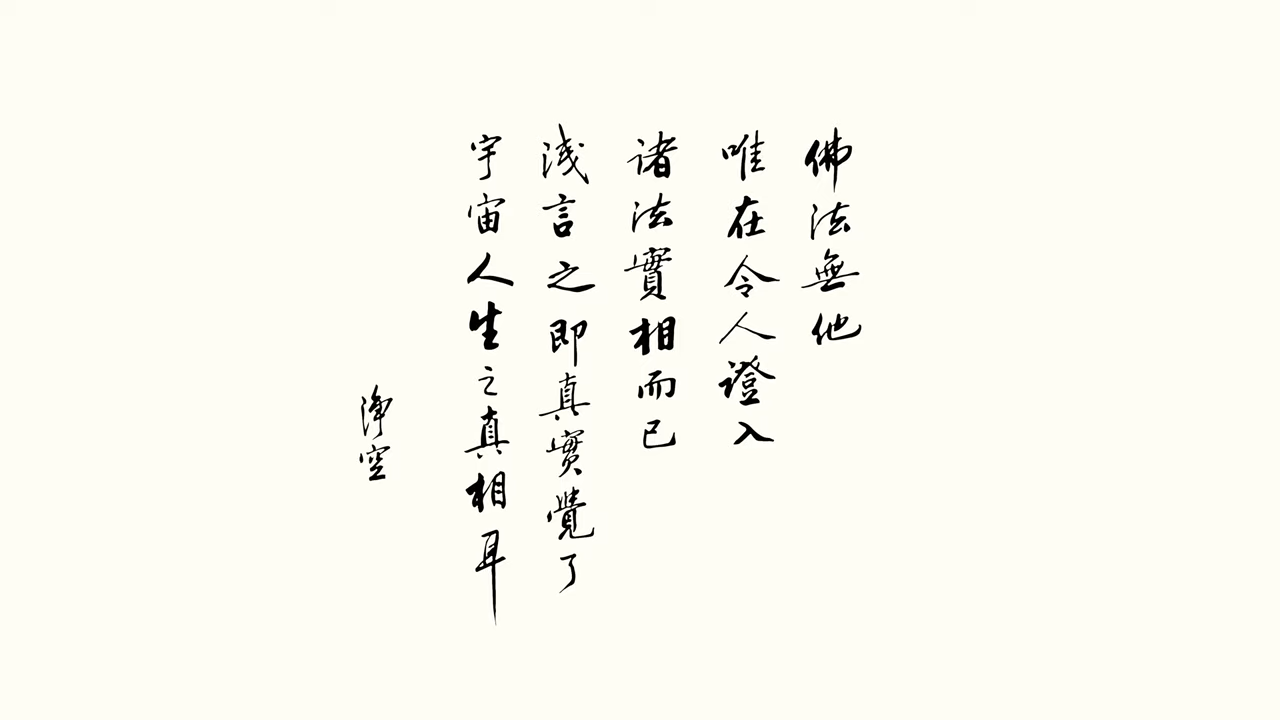 佛法無他
唯在令人證入
诸法實相而已
淺言之即真實覺了
宇宙人生之真相耳
淨空